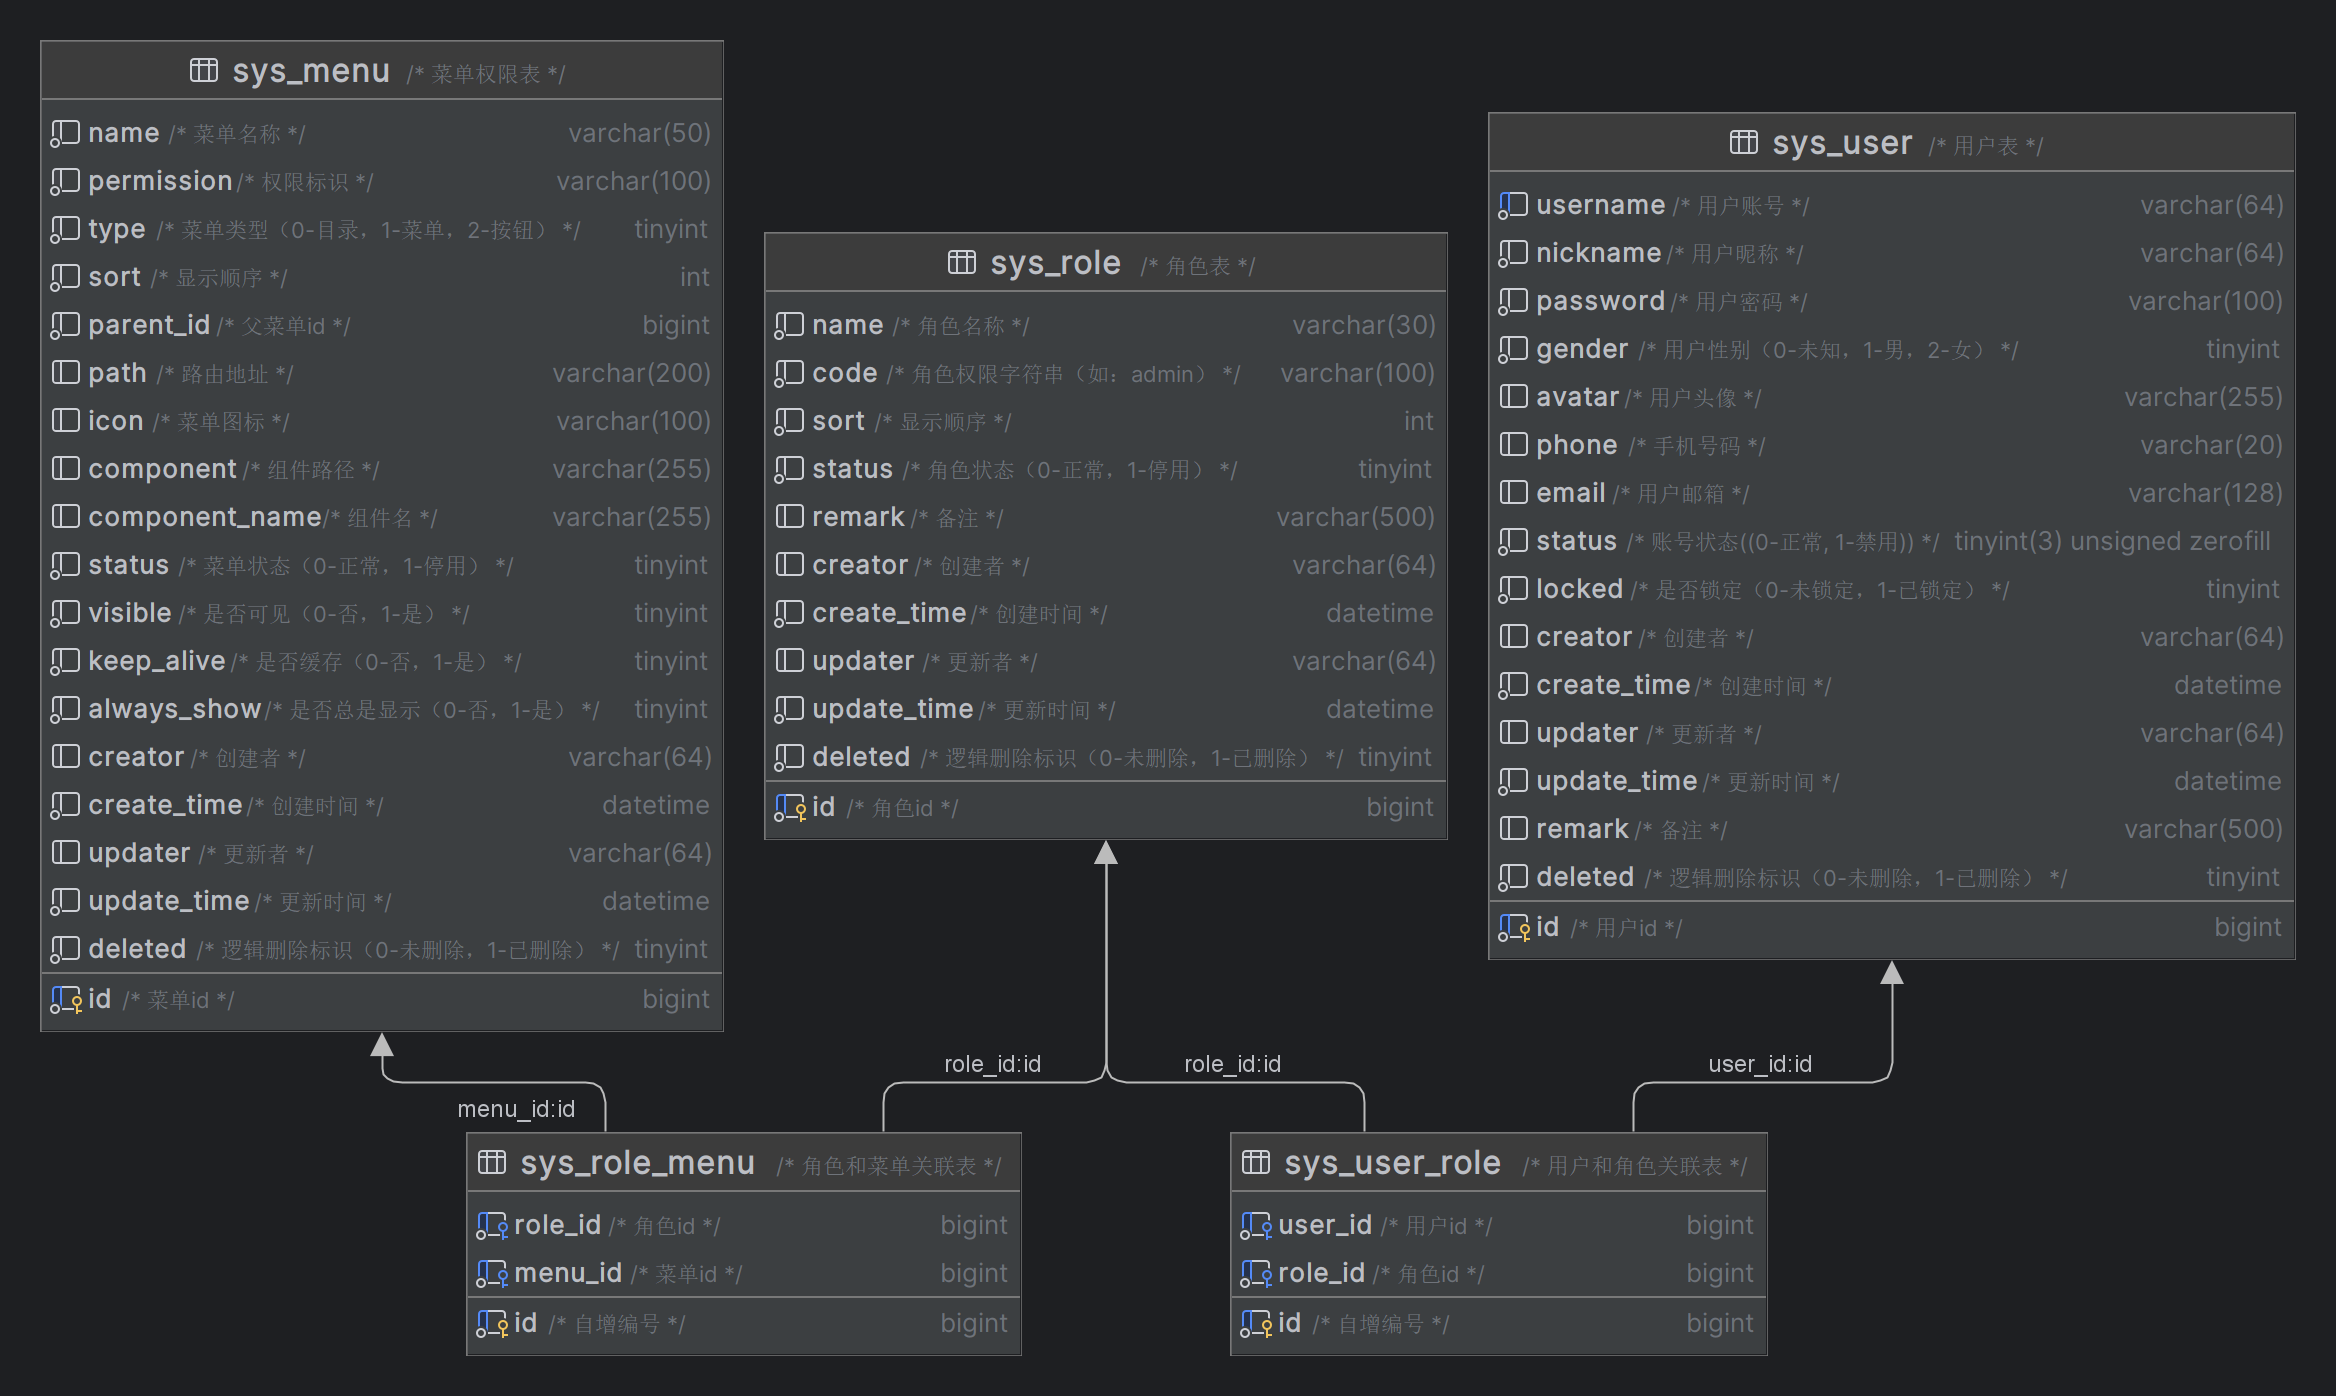 sys_menu /* 菜单权限表 */
name /* 菜单名称 */ varchar(50)
permission /* 权限标识 */ varchar(100)
type /* 菜单类型（0-目录，1-菜单，2-按钮） */ tinyint
sort /* 显示顺序 */ int
parent_id /* 父菜单id */ bigint
path /* 路由地址 */ varchar(200)
icon /* 菜单图标 */ varchar(100)
component /* 组件路径 */ varchar(255)
component_name /* 组件名 */ varchar(255)
status /* 菜单状态（0-正常，1-停用） */ tinyint
visible /* 是否可见（0-否，1-是） */ tinyint
keep_alive /* 是否缓存（0-否，1-是） */ tinyint
always_show /* 是否总是显示（0-否，1-是） */ tinyint
creator /* 创建者 */ varchar(64)
create_time /* 创建时间 */ datetime
updater /* 更新者 */ varchar(64)
update_time /* 更新时间 */ datetime
deleted /* 逻辑删除标识（0-未删除，1-已删除） */ tinyint
id /* 菜单id */ bigint
sys_role /* 角色表 */
name /* 角色名称 */ varchar(30)
code /* 角色权限字符串（如：admin） */ varchar(100)
sort /* 显示顺序 */ int
status /* 角色状态（0-正常，1-停用） */ tinyint
remark /* 备注 */ varchar(500)
creator /* 创建者 */ varchar(64)
create_time /* 创建时间 */ datetime
updater /* 更新者 */ varchar(64)
update_time /* 更新时间 */ datetime
deleted /* 逻辑删除标识（0-未删除，1-已删除） */ tinyint
id /* 角色id */ bigint
sys_user /* 用户表 */
username /* 用户账号 */ varchar(64)
nickname /* 用户昵称 */ varchar(64)
password /* 用户密码 */ varchar(100)
gender /* 用户性别（0-未知，1-男，2-女） */ tinyint
avatar /* 用户头像 */ varchar(255)
phone /* 手机号码 */ varchar(20)
email /* 用户邮箱 */ varchar(128)
status /* 账号状态((0-正常, 1-禁用)) */ tinyint(3) unsigned zerofill
locked /* 是否锁定（0-未锁定，1-已锁定） */ tinyint
creator /* 创建者 */ varchar(64)
create_time /* 创建时间 */ datetime
updater /* 更新者 */ varchar(64)
update_time /* 更新时间 */ datetime
remark /* 备注 */ varchar(500)
deleted /* 逻辑删除标识（0-未删除，1-已删除） */ tinyint
id /* 用户id */ bigint
menu_id:id
role_id:id
role_id:id
user_id:id
sys_role_menu /* 角色和菜单关联表 */
role_id /* 角色id */ bigint
menu_id /* 菜单id */ bigint
id /* 自增编号 */ bigint
sys_user_role /* 用户和角色关联表 */
user_id /* 用户id */ bigint
role_id /* 角色id */ bigint
id /* 自增编号 */ bigint